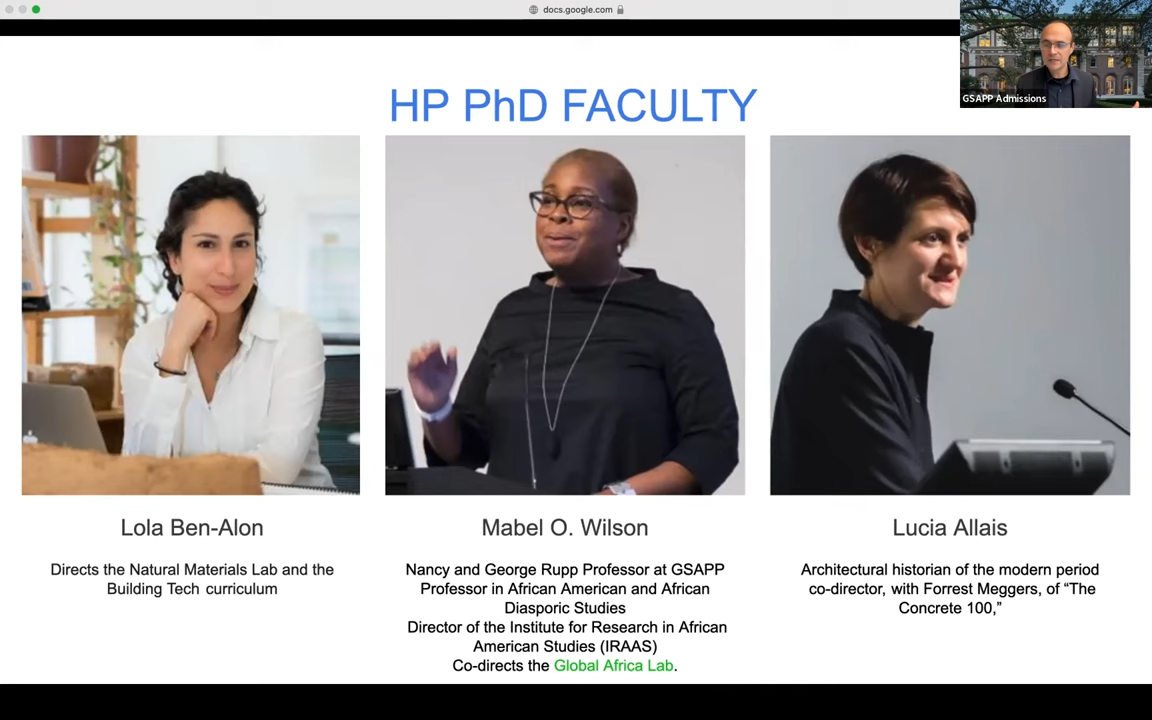 docs.google.com
GSAPP Admissions
HP PhD FACULTY
Lola Ben-Alon
Directs the Natural Materials Lab and the
Building Tech curriculum
Mabel O. Wilson
Nancy and George Rupp Professor at GSAPP
Professor in African American and African
Diasporic Studies
Director of the Institute for Research in African
American Studies (IRAAS)
Co-directs the Global Africa Lab.
Lucia Allais
Architectural historian of the modern period
co-director, with Forrest Meggers, of “The
Concrete 100,”